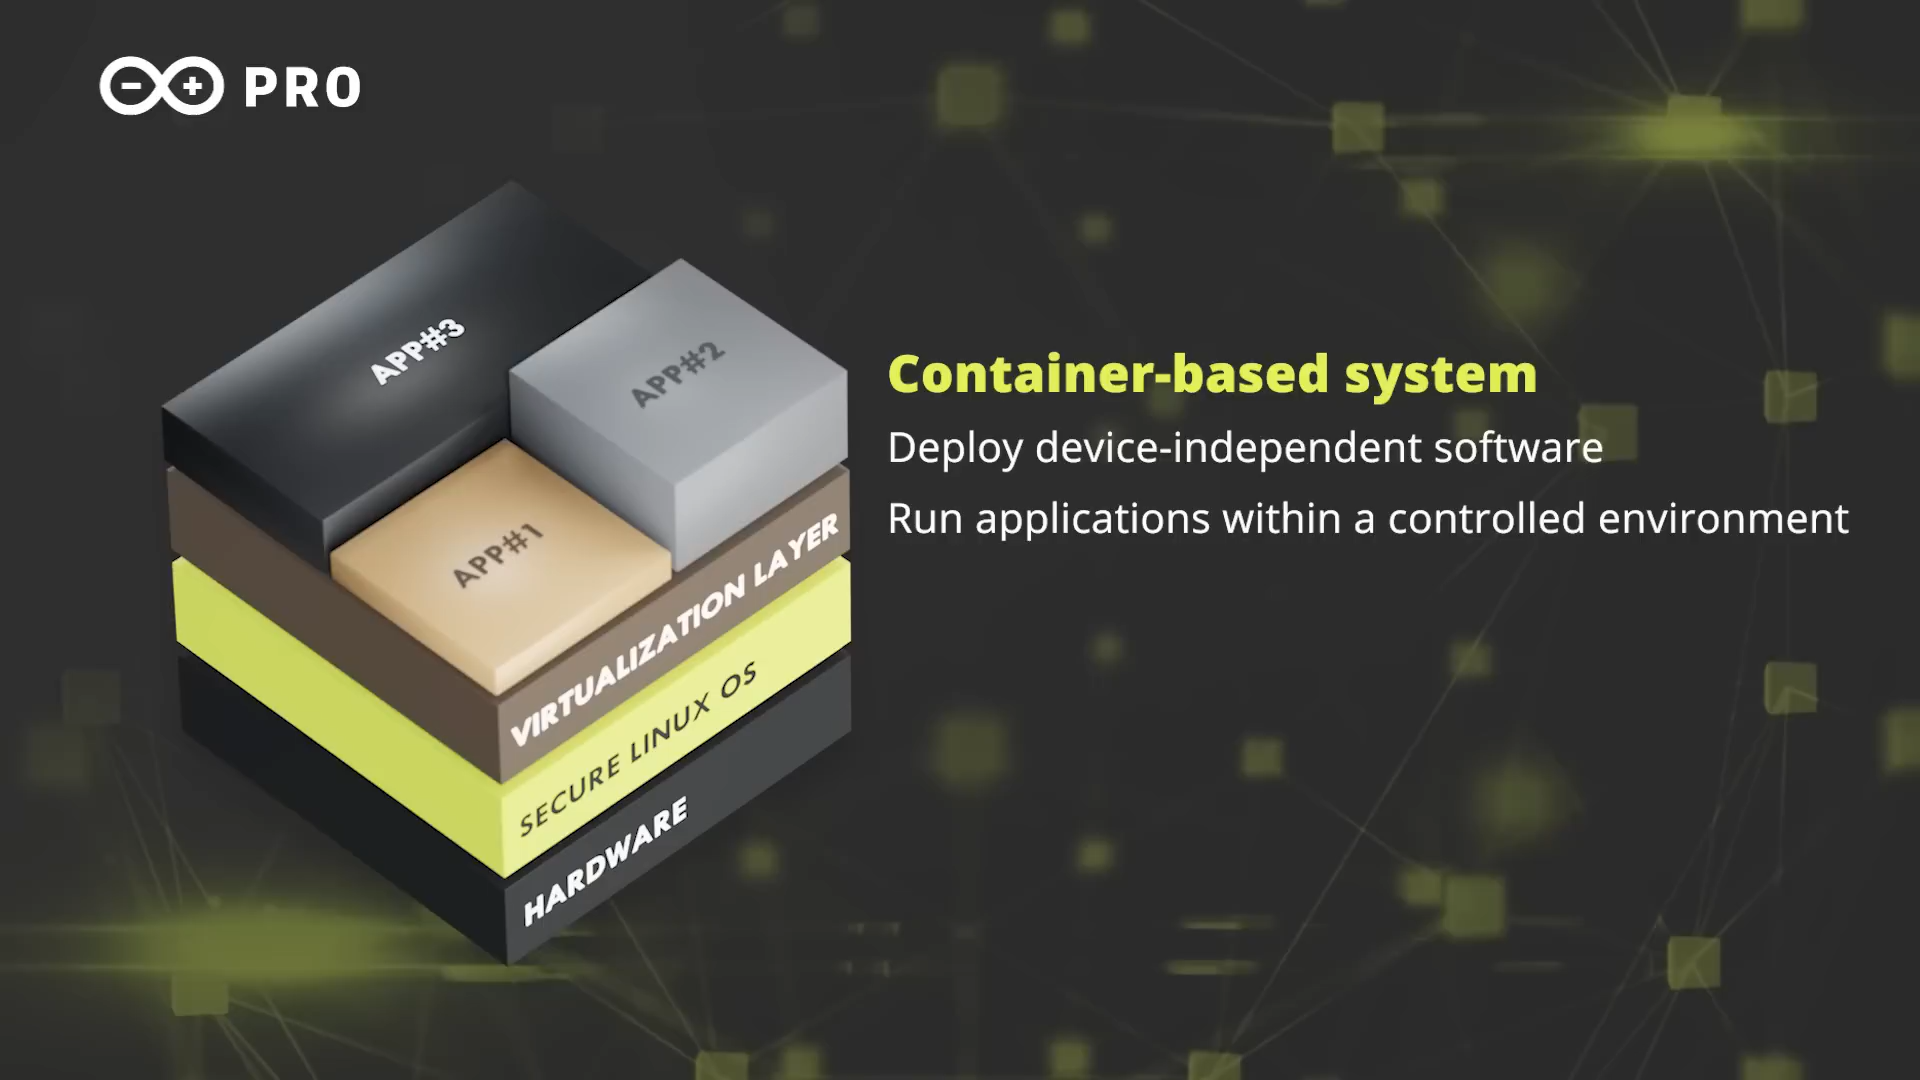 PRO
APP#3
APP#2
APP#1
VIRTUALIZATION LAYER
SECURE LINUX OS
HARDWARE
Container-based system
Deploy device-independent software
Run applications within a controlled environment